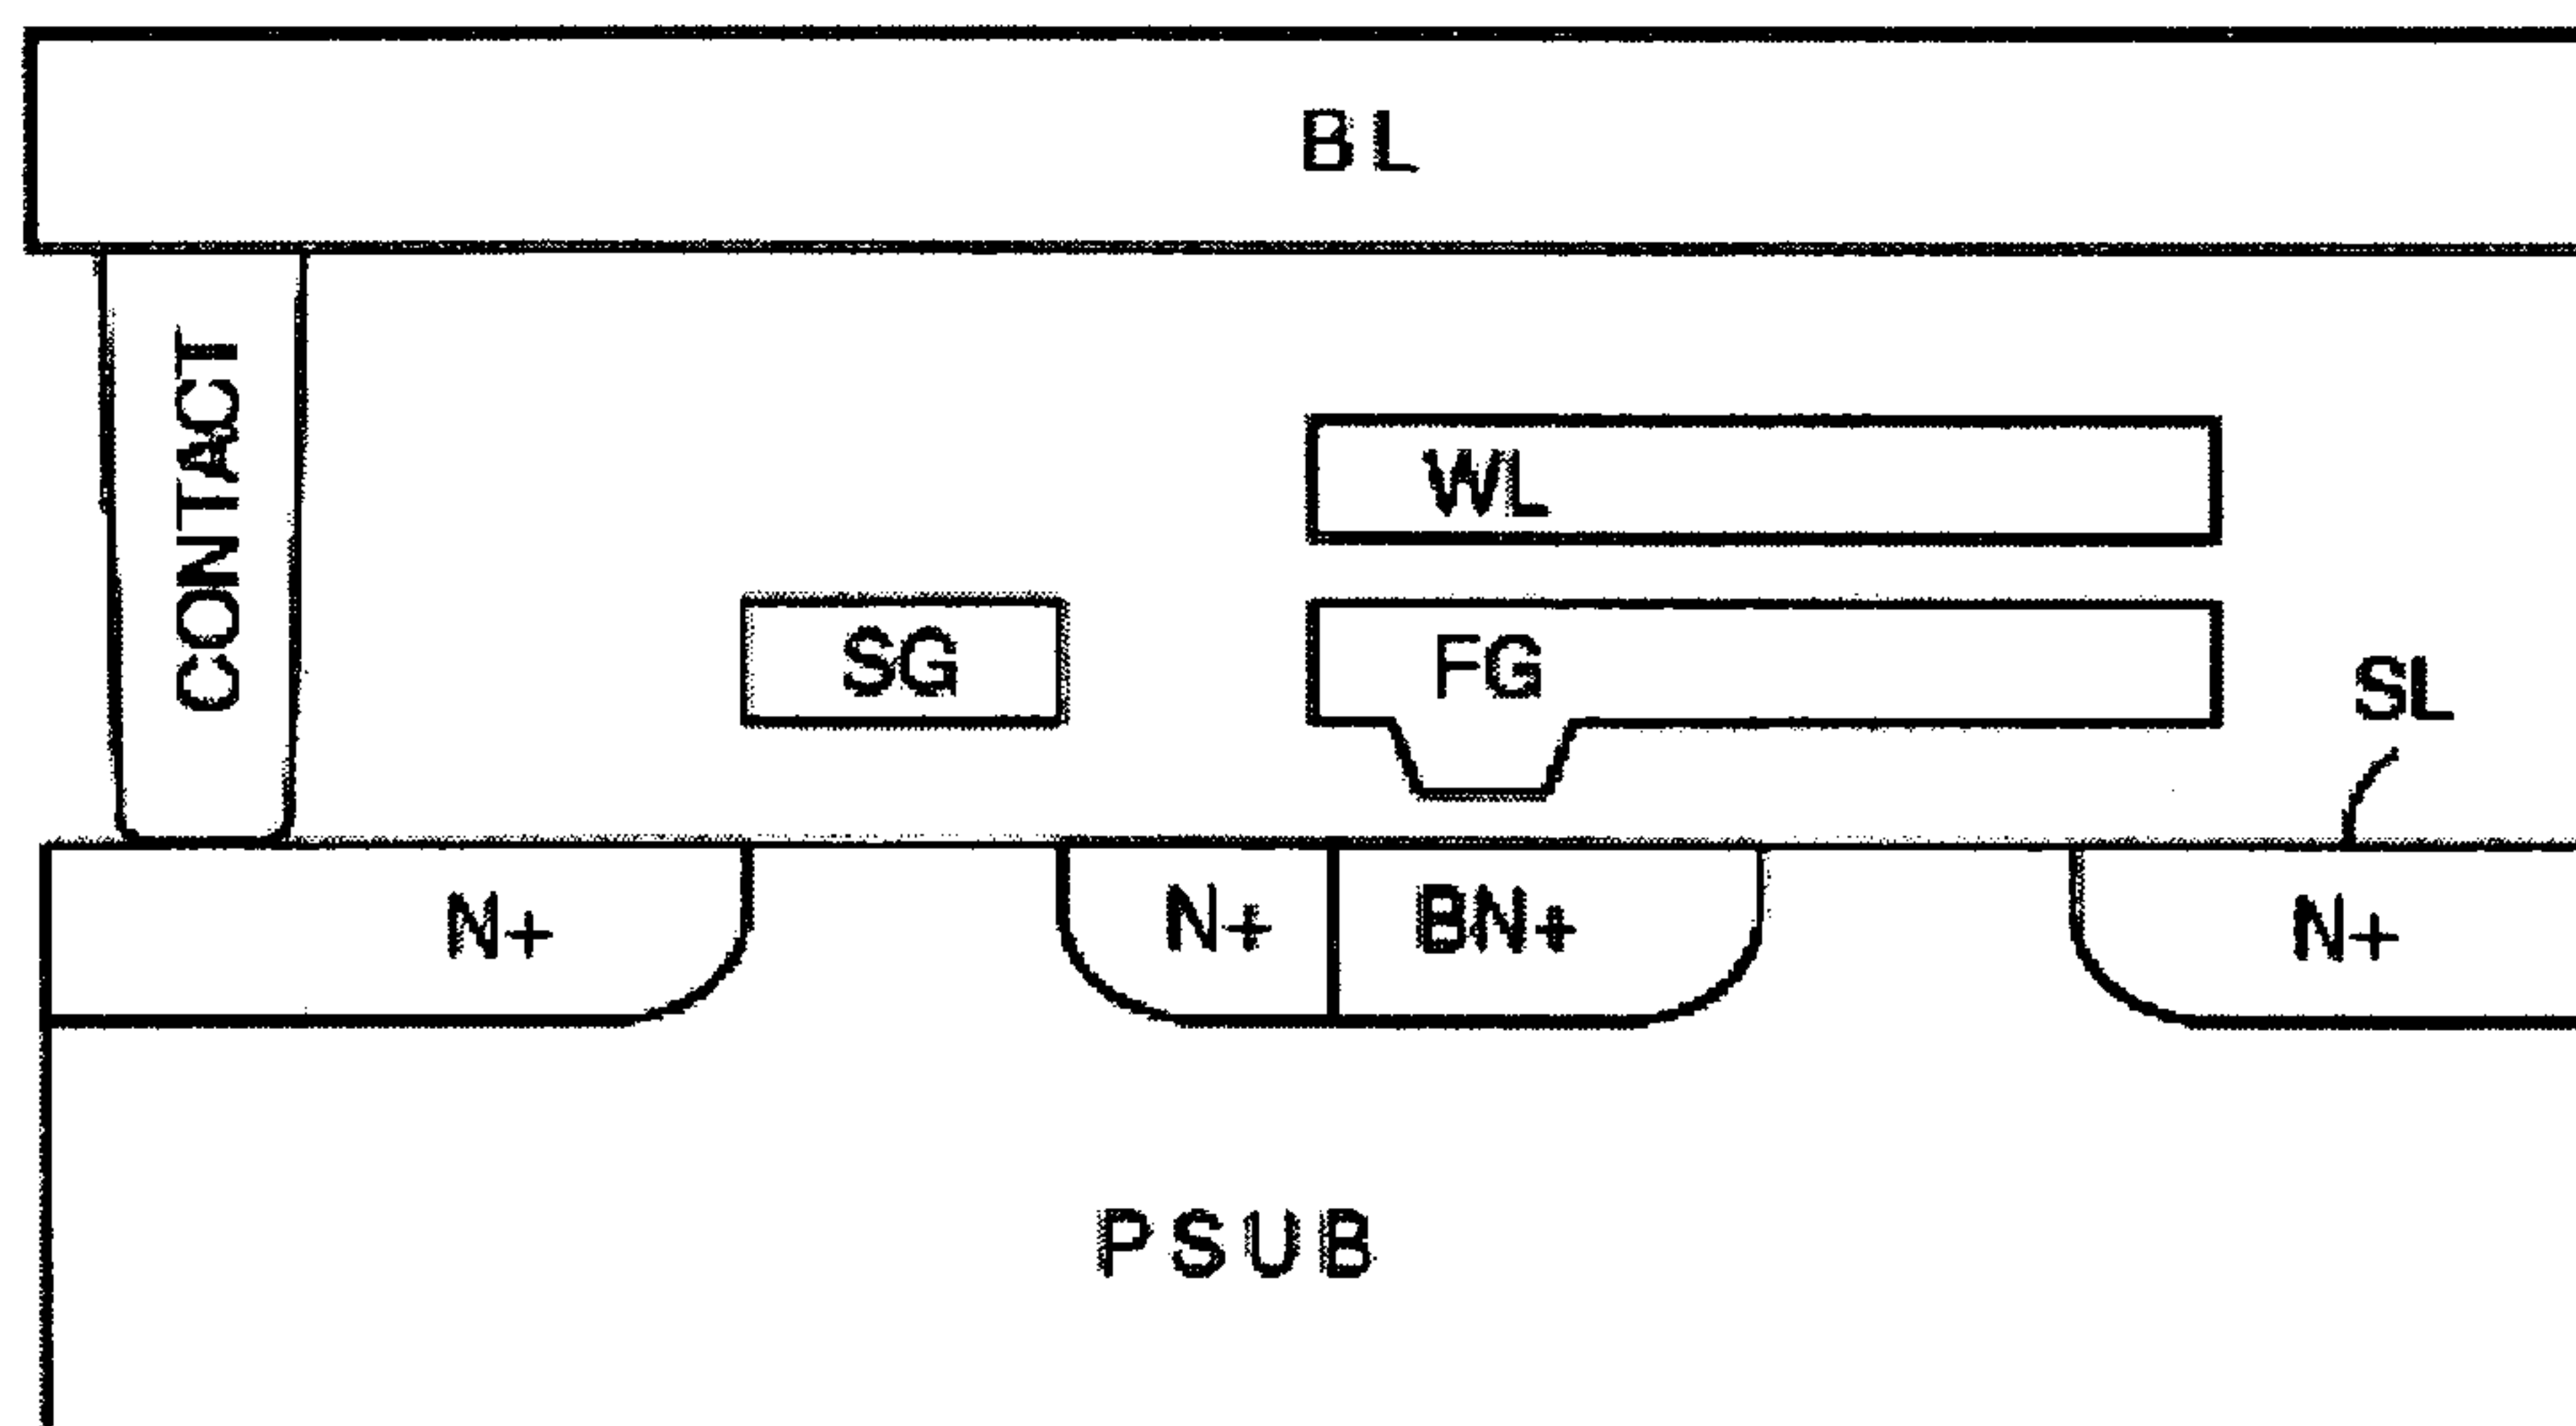 BL
CONTACT
WL
SG
FG
SL
N+
N+
BN+
N+
PSUB